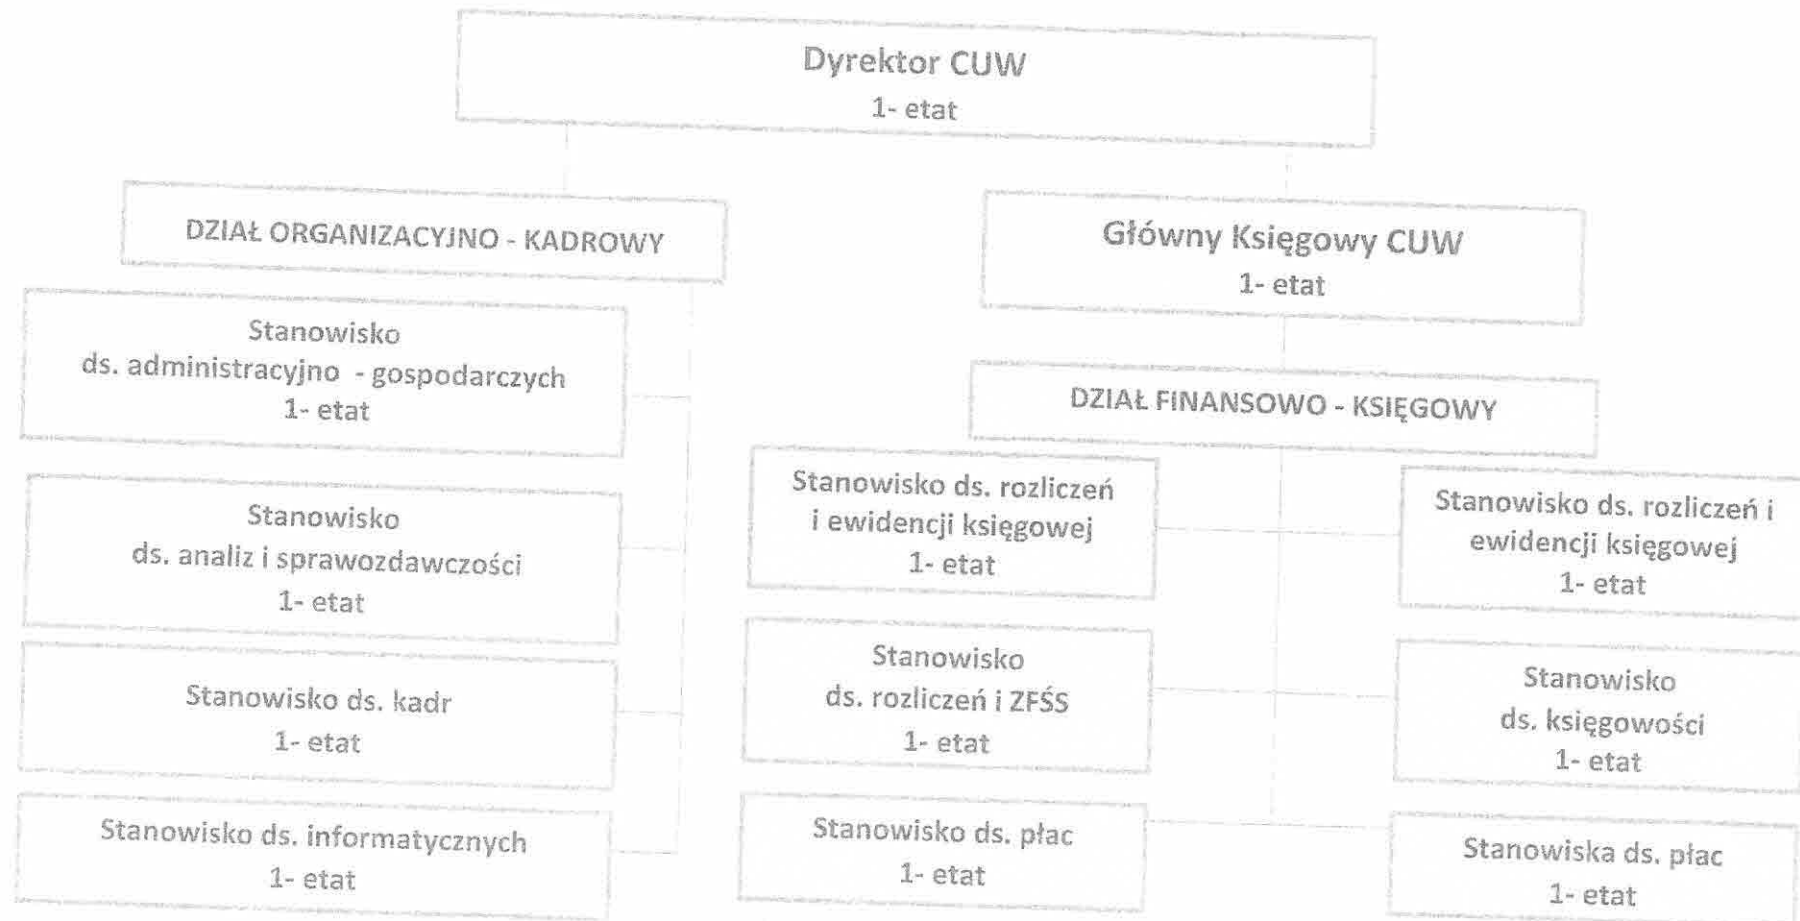 Dyrektor CUW
1- etat
DZIAŁ ORGANIZACYJNO - KADROWY
Stanowisko
ds. administracyjno - gospodarczych
1- etat
Stanowisko
ds. analiz i sprawozdawczości
1- etat
Stanowisko ds. kadr
1- etat
Stanowisko ds. informatycznych
1- etat
Główny Księgowy CUW
1- etat
DZIAŁ FINANSOWO - KSIĘGOWY
Stanowisko ds. rozliczeń
i ewidencji księgowej
1- etat
Stanowisko
ds. rozliczeń i ZFŚS
1- etat
Stanowisko ds. płac
1- etat
Stanowisko ds. rozliczeń i
ewidencji księgowej
1- etat
Stanowisko
ds. księgowości
1- etat
Stanowiska ds. płac
1- etat